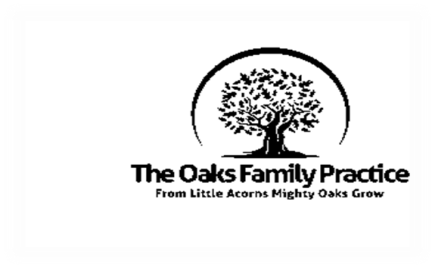 The Oaks Family Practice
From Little Acorns Mighty Oaks Grow